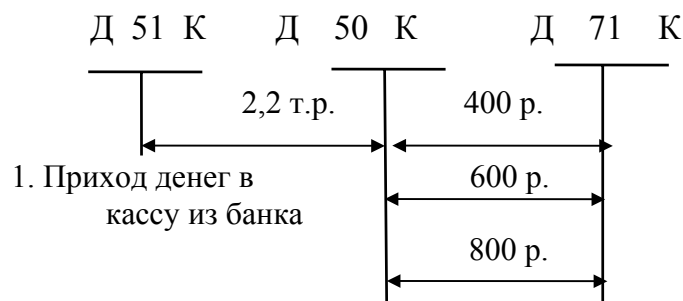 Д 51 К Д 50 К Д 71 К
2,2 т.р. 400 р.
1. Приход денег в 600 р.
кассу из банка
800 р.